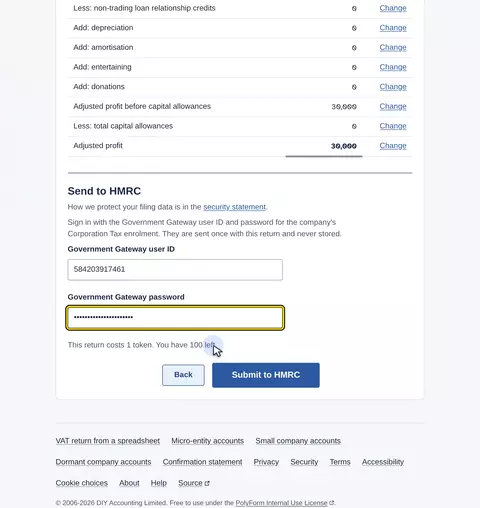 Less: non-trading loan relationship credits 0 Change
Add: depreciation 0 Change
Add: amortisation 0 Change
Add: entertaining 0 Change
Add: donations 0 Change
Adjusted profit before capital allowances 30,000 Change
Less: total capital allowances 0 Change
Adjusted profit 30,000 Change
Send to HMRC
How we protect your filing data is in the security statement.
Sign in with the Government Gateway user ID and password for the company's
Corporation Tax enrolment. They are sent once with this return and never stored.
Government Gateway user ID
584203917461
Government Gateway password
•••••••••••••••••••••
This return costs 1 token. You have 100 left.
Back Submit to HMRC
VAT return from a spreadsheet Micro-entity accounts Small company accounts
Dormant company accounts Confirmation statement Privacy Security Terms Accessibility
Cookie choices About Help Source
© 2006-2026 DIY Accounting Limited. Free to use under the PolyForm Internal Use License.